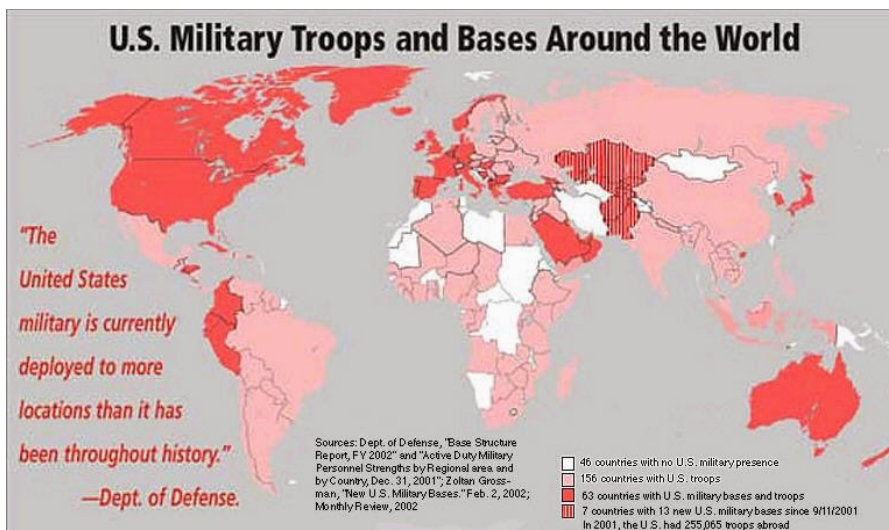 U.S. Military Troops and Bases Around the World
"The
United States
military is currently
deployed to more
locations than it has
been throughout history."
—Dept. of Defense.
Sources: Dept. of Defense, "Base Structure
Report, FY 2002" and "Active Duty Military
Personnel Strengths by Regional area and
by Country, Dec. 31, 2001"; Zoltan Gross-
man, "New U.S. Military Bases." Feb. 2, 2002;
Monthly Review, 2002
46 countries with no U.S. military presence
156 countries with U.S. troops
63 countries with U.S. military bases and troops
7 countries with 13 new U.S. military bases since 9/11/2001
In 2001, the U.S. had 255,065 troops abroad